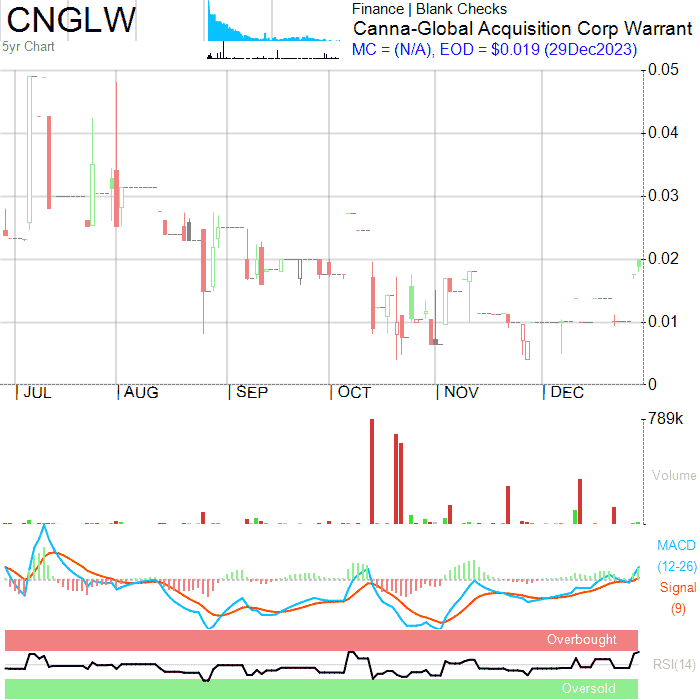 CNGLW
5yr Chart
Finance | Blank Checks
Canna-Global Acquisition Corp Warrant
MC = (N/A), EOD = $0.019 (29Dec2023)
0.05
0.04
0.03
0.02
0.01
0
JUL AUG SEP OCT NOV DEC
789k
Volume
MACD
(12-26)
Signal
(9)
Overbought
RSI(14)
Oversold